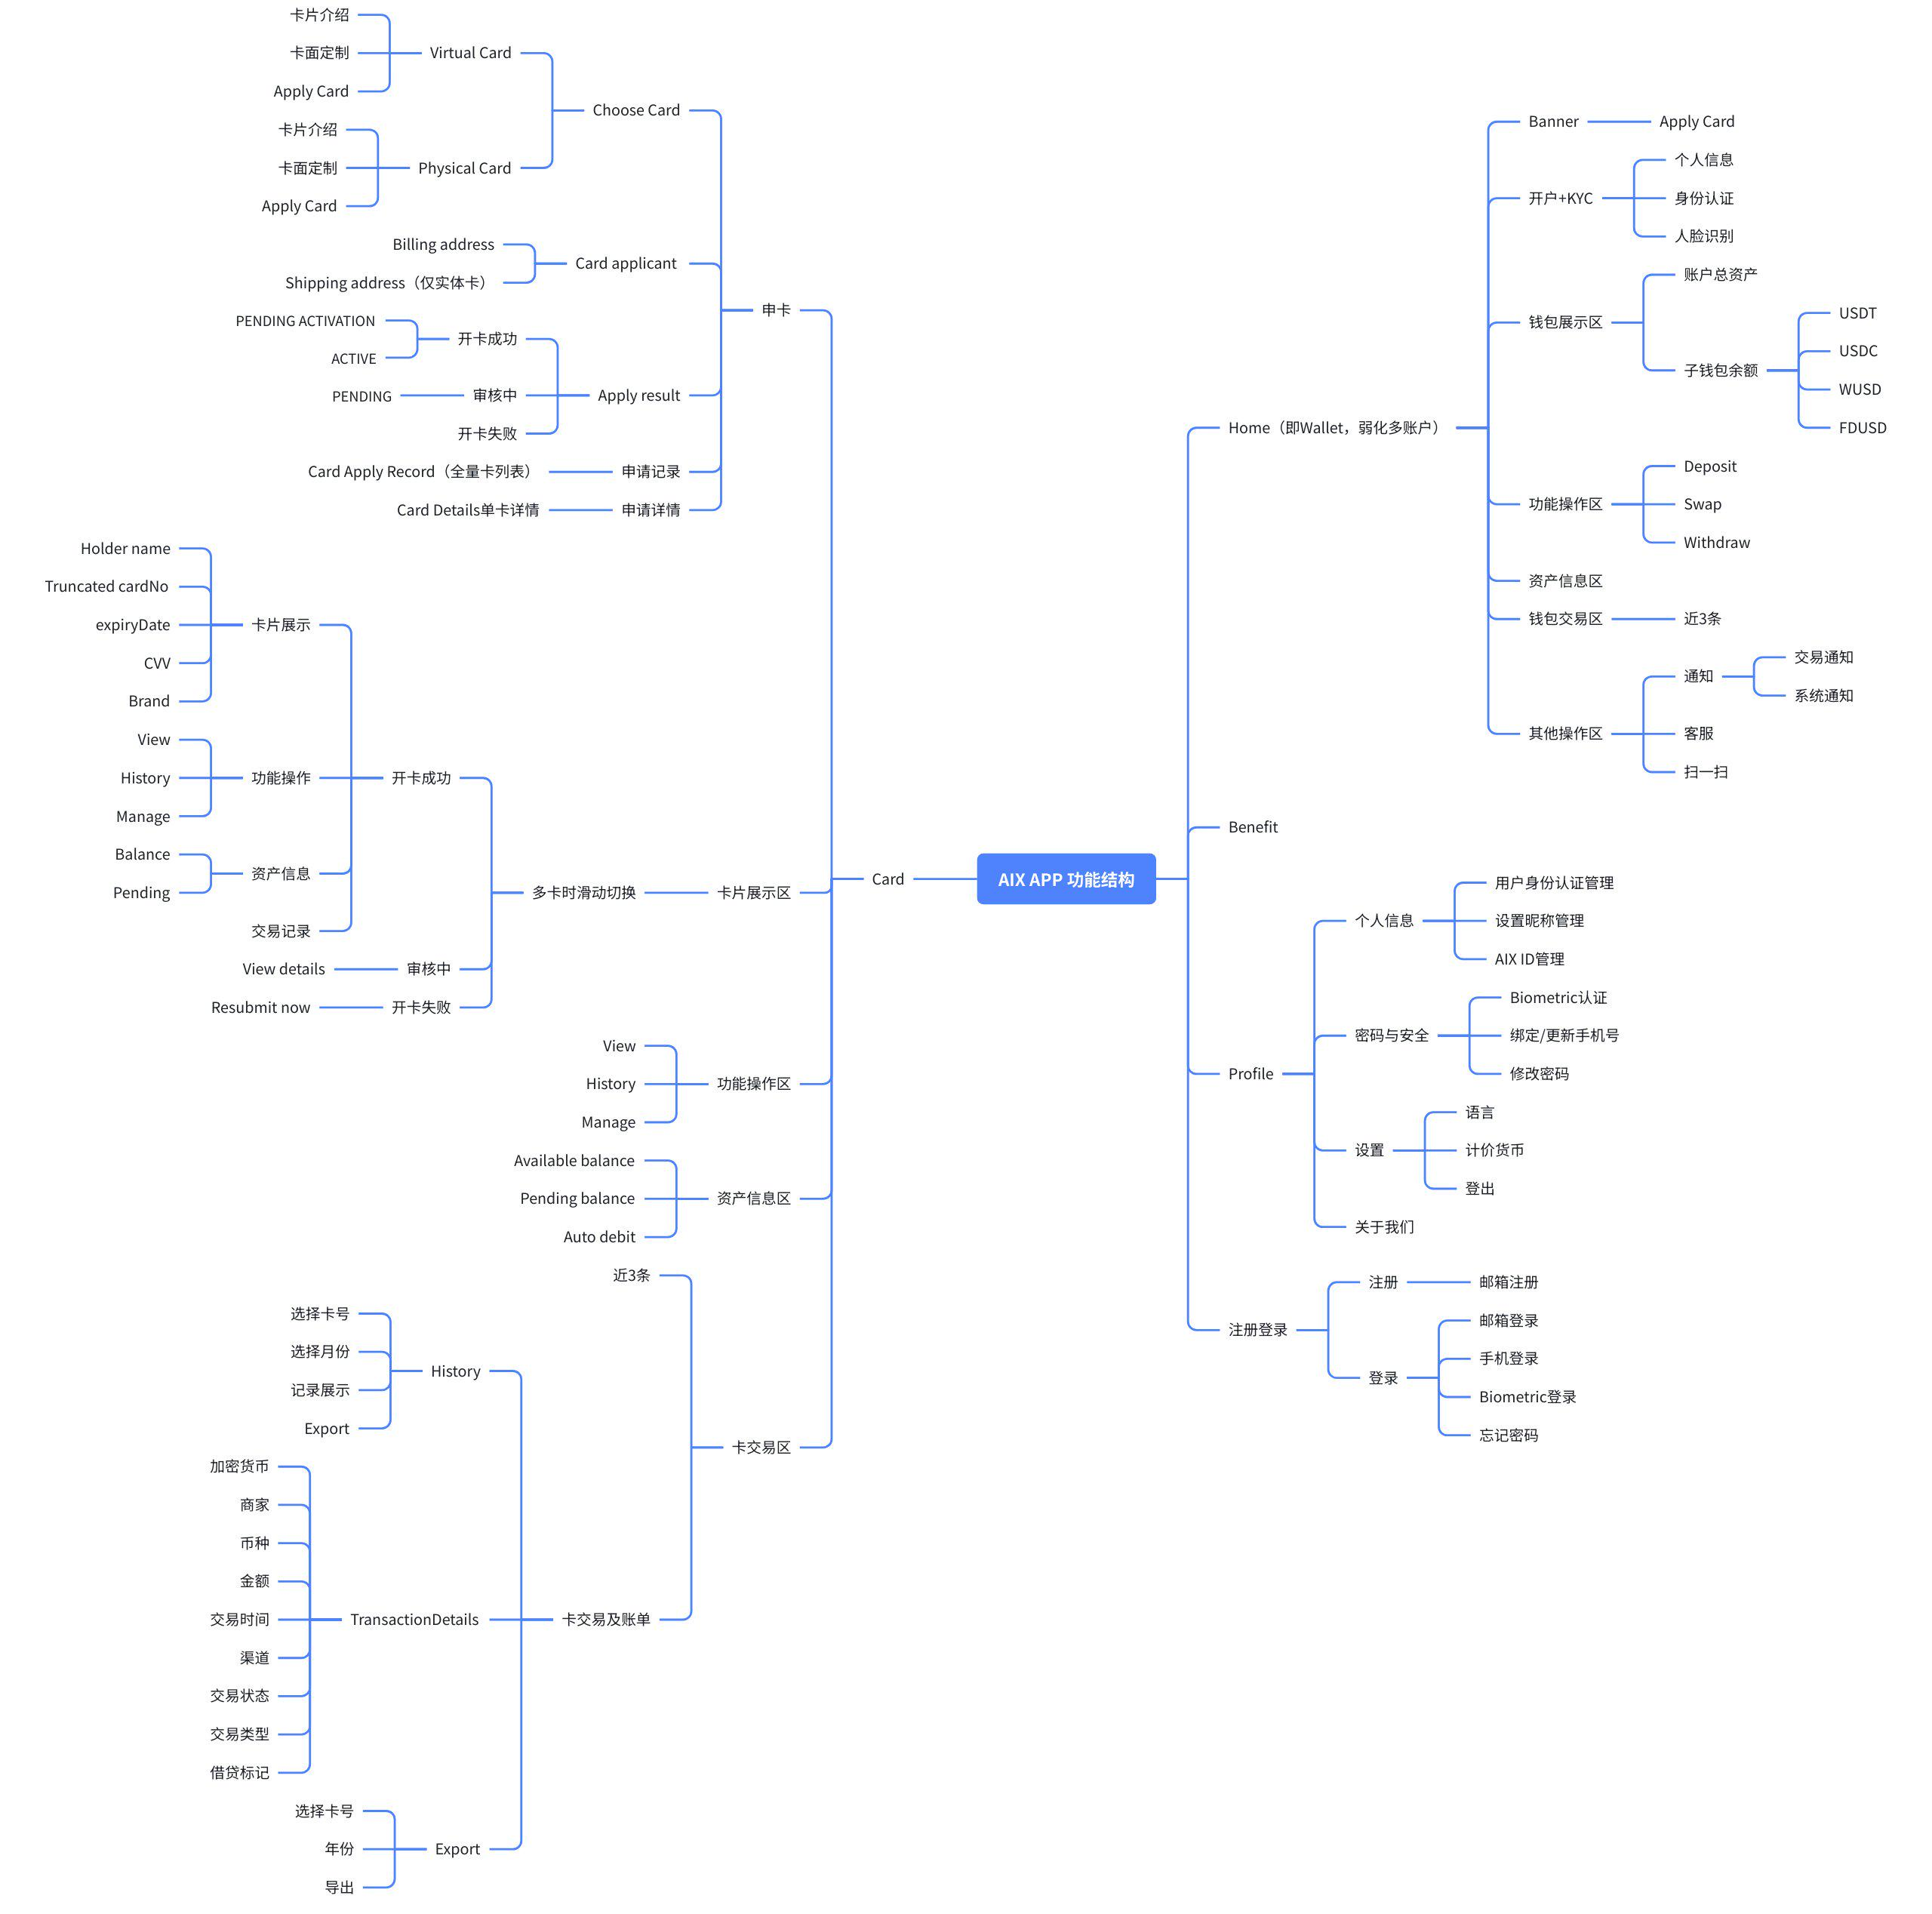 AIX APP 功能结构
Card
申卡
Choose Card
Virtual Card
卡片介绍
卡面定制
Apply Card
Physical Card
卡片介绍
卡面定制
Apply Card
Card applicant
Billing address
Shipping address（仅实体卡）
Apply result
开卡成功
PENDING ACTIVATION
ACTIVE
审核中
PENDING
开卡失败
申请记录
Card Apply Record（全量卡列表）
申请详情
Card Details单卡详情
卡片展示区
多卡时滑动切换
开卡成功
卡片展示
Holder name
Truncated cardNo
expiryDate
CVV
Brand
功能操作
View
History
Manage
资产信息
Balance
Pending
交易记录
审核中
View details
开卡失败
Resubmit now
功能操作区
View
History
Manage
资产信息区
Available balance
Pending balance
Auto debit
卡交易区
近3条
卡交易及账单
History
选择卡号
选择月份
记录展示
Export
TransactionDetails
加密货币
商家
币种
金额
交易时间
渠道
交易状态
交易类型
借贷标记
Export
选择卡号
年份
导出
Home（即Wallet，弱化多账户）
Banner
Apply Card
开户+KYC
个人信息
身份认证
人脸识别
钱包展示区
账户总资产
子钱包余额
USDT
USDC
WUSD
FDUSD
功能操作区
Deposit
Swap
Withdraw
资产信息区
钱包交易区
近3条
其他操作区
通知
交易通知
系统通知
客服
扫一扫
Benefit
Profile
个人信息
用户身份认证管理
设置昵称管理
AIX ID管理
密码与安全
Biometric认证
绑定/更新手机号
修改密码
设置
语言
计价货币
登出
关于我们
注册登录
注册
邮箱注册
登录
邮箱登录
手机登录
Biometric登录
忘记密码